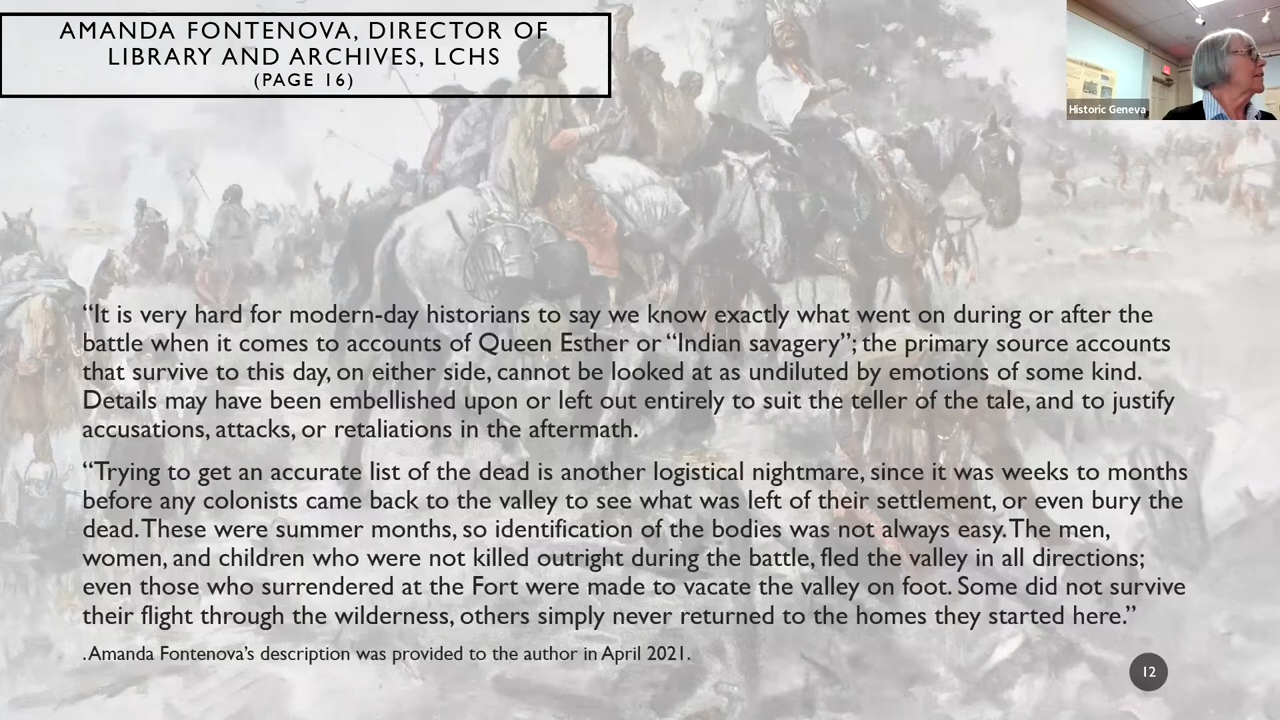 AMANDA FONTENOVA, DIRECTOR OF
LIBRARY AND ARCHIVES, LCHS
(PAGE 16)
Historic Geneva
“It is very hard for modern-day historians to say we know exactly what went on during or after the
battle when it comes to accounts of Queen Esther or “Indian savagery”; the primary source accounts
that survive to this day, on either side, cannot be looked at as undiluted by emotions of some kind.
Details may have been embellished upon or left out entirely to suit the teller of the tale, and to justify
accusations, attacks, or retaliations in the aftermath.
“Trying to get an accurate list of the dead is another logistical nightmare, since it was weeks to months
before any colonists came back to the valley to see what was left of their settlement, or even bury the
dead. These were summer months, so identification of the bodies was not always easy. The men,
women, and children who were not killed outright during the battle, fled the valley in all directions;
even those who surrendered at the Fort were made to vacate the valley on foot. Some did not survive
their flight through the wilderness, others simply never returned to the homes they started here.”
.Amanda Fontenova’s description was provided to the author in April 2021.
12